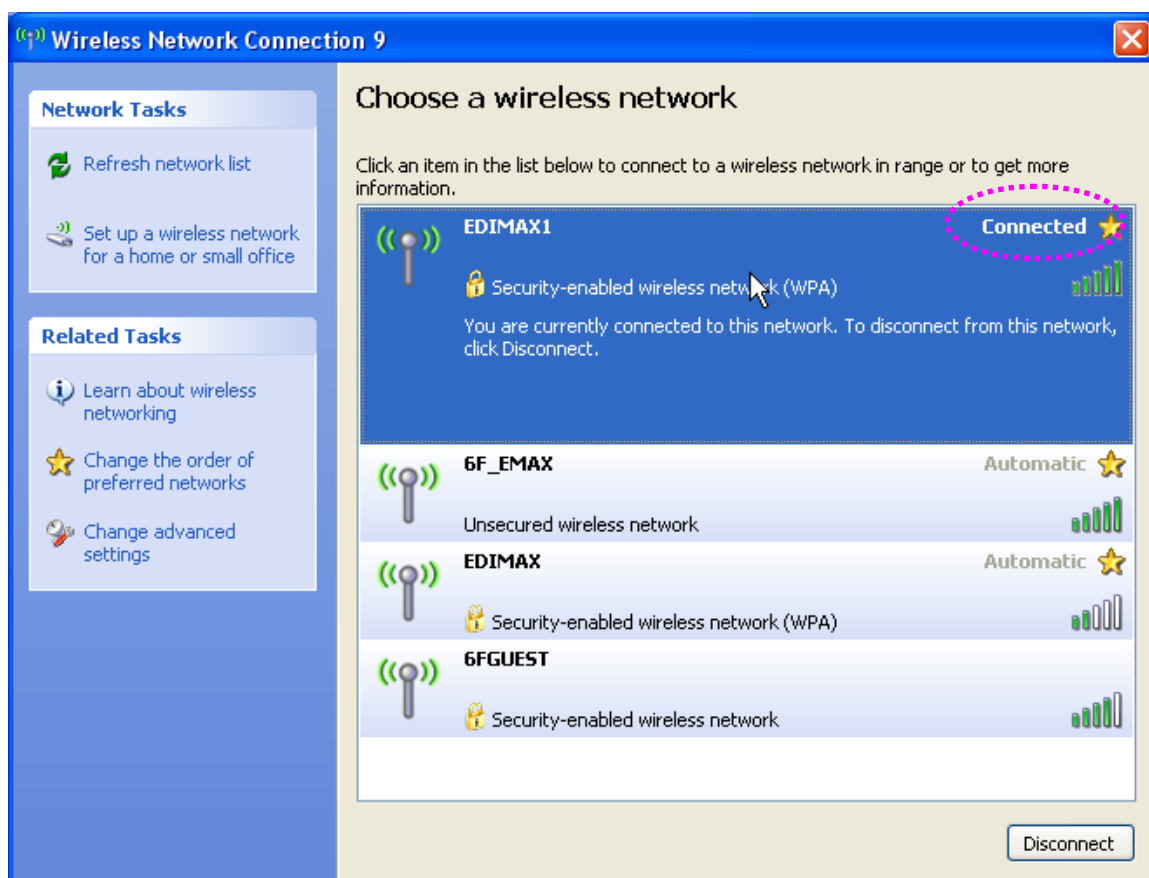 Wireless Network Connection 9
Network Tasks
Refresh network list
Set up a wireless network
for a home or small office
Related Tasks
Learn about wireless
networking
Change the order of
preferred networks
Change advanced
settings
Choose a wireless network
Click an item in the list below to connect to a wireless network in range or to get more
information.
EDIMAX1 Connected
Security-enabled wireless network (WPA)
You are currently connected to this network. To disconnect from this network,
click Disconnect.
6F_EMAX Automatic
Unsecured wireless network
EDIMAX Automatic
Security-enabled wireless network (WPA)
6FGUEST
Security-enabled wireless network
Disconnect